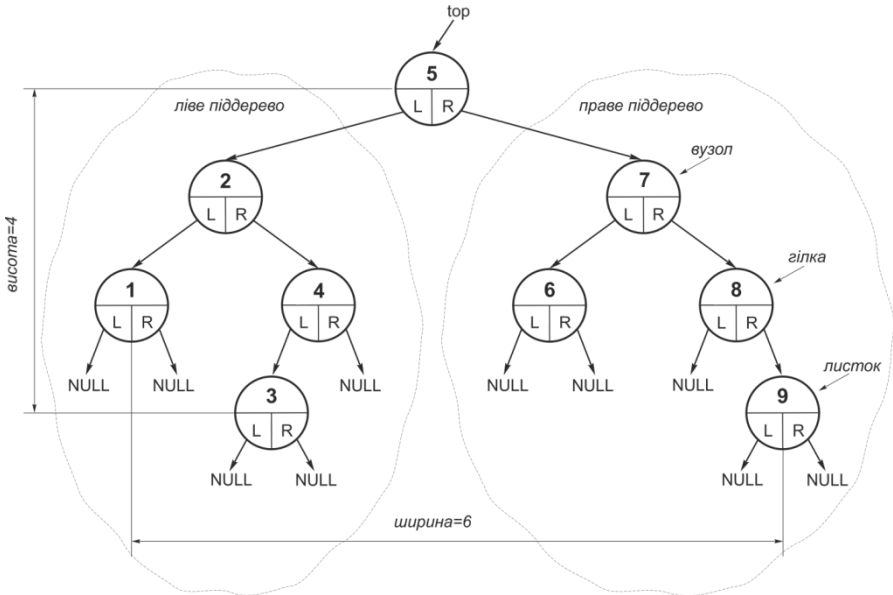 top
5
L R
ліве піддерево
праве піддерево
вузол
2
L R
7
L R
висота=4
гілка
1
L R
4
L R
6
L R
8
L R
NULL
NULL
NULL
NULL
NULL
NULL
листок
3
L R
9
L R
NULL
NULL
NULL
NULL
ширина=6